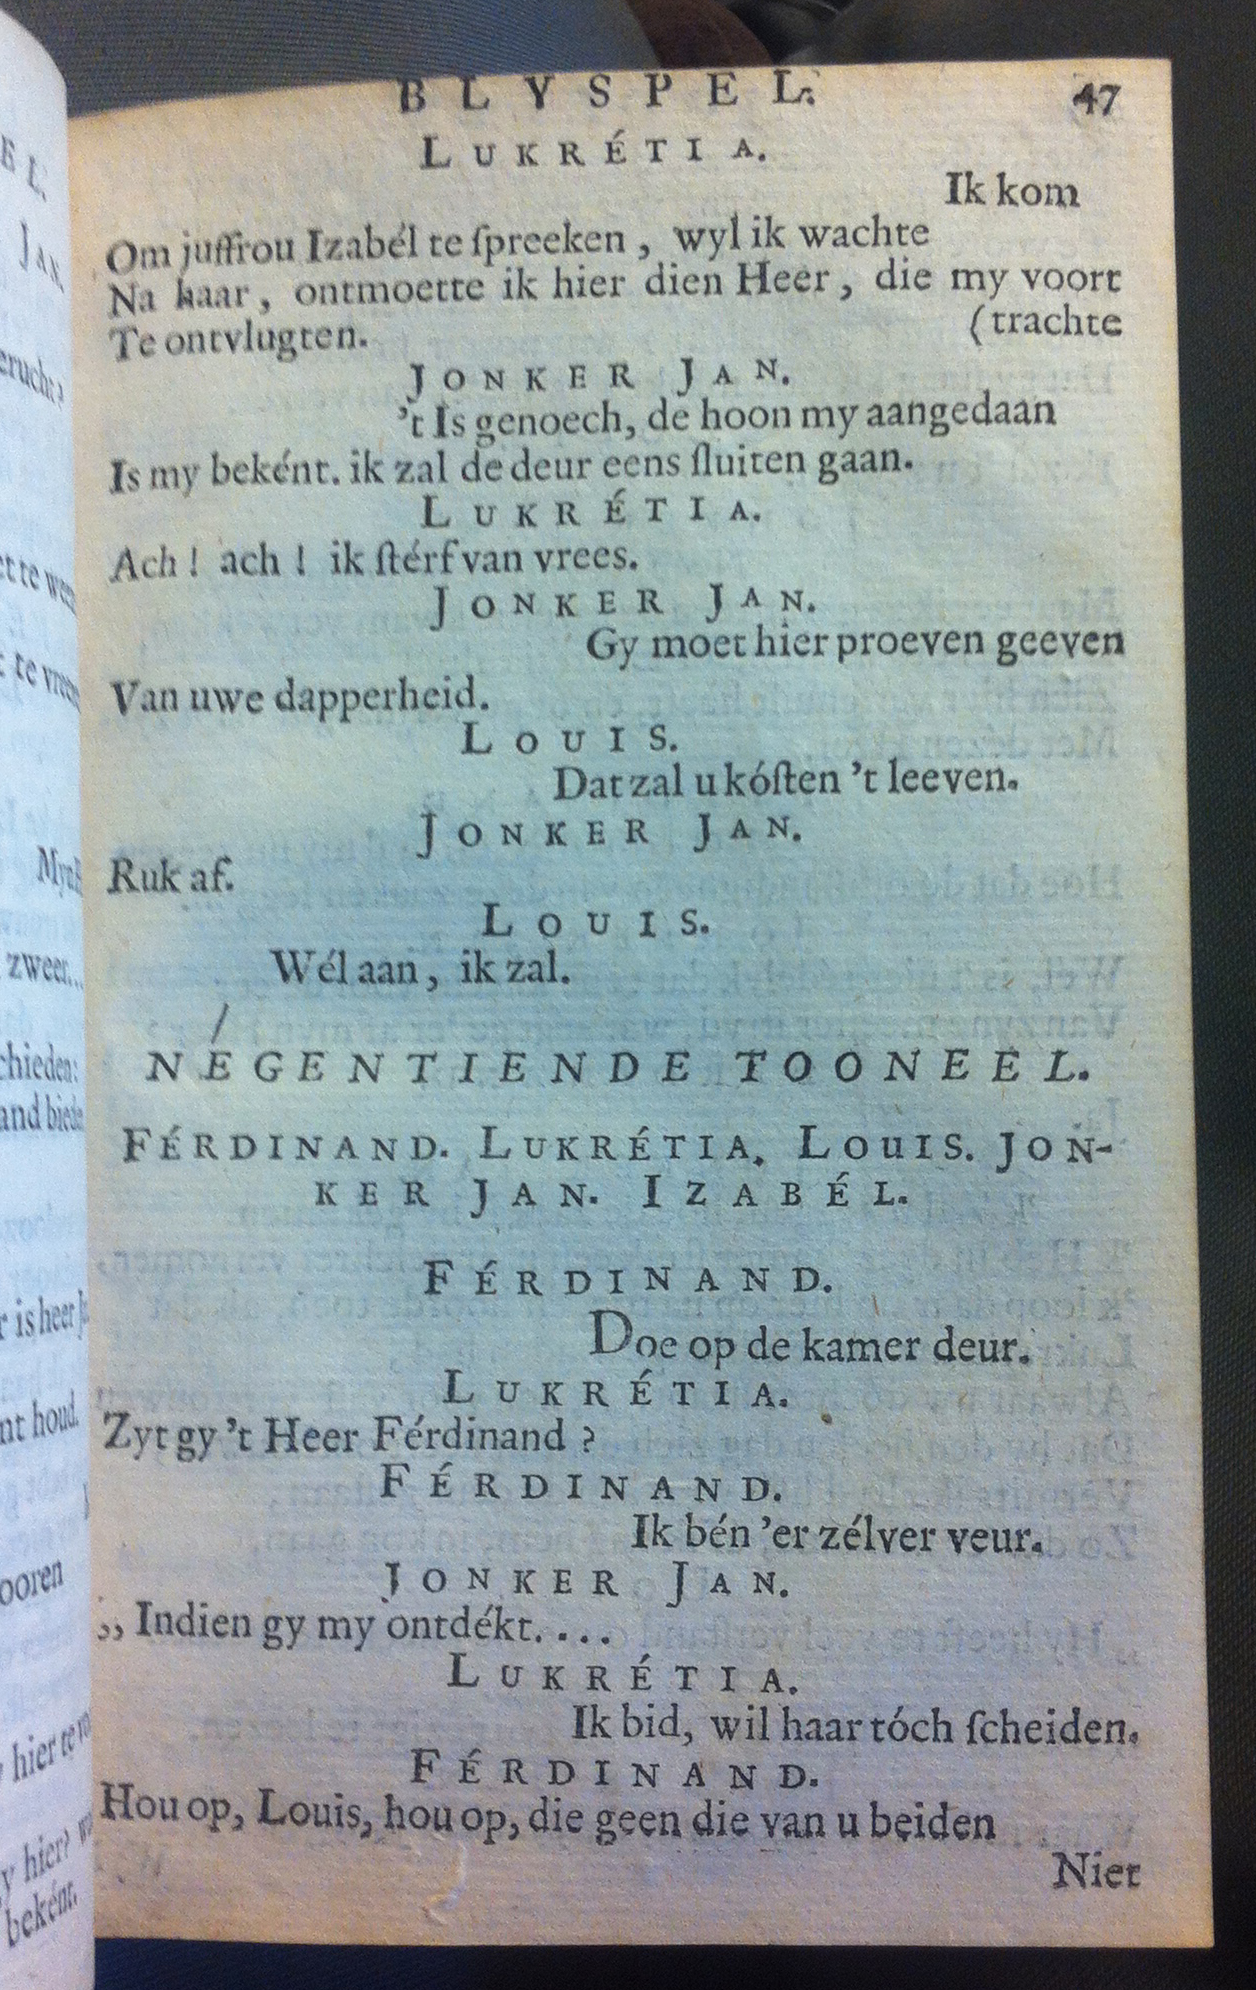 BLYSPEL. 47
LUKRÉTIA.
Ik kom
Om juffrou Izabél te ſpreeken, wyl ik wachte
Na haar, ontmoette ik hier dien Heer, die my voort
Te ontvlugten. (trachte
JONKER JAN.
't Is genoech, de hoon my aangedaan
Is my beként. ik zal de deur eens ſluiten gaan.
LUKRÉTIA.
Ach! ach! ik ſtérf van vrees.
JONKER JAN.
Gy moet hier proeven geeven
Van uwe dapperheid.
LOUIS.
Dat zal u kóſten 't leeven.
JONKER JAN.
Ruk af.
LOUIS.
Wél aan, ik zal.
NEGENTIENDE TOONEEL.
FÉRDINAND. LUKRÉTIA. LOUIS. JON-
KER JAN. IZABÉL.
FÉRDINAND.
Doe op de kamer deur.
LUKRÉTIA.
Zyt gy 't Heer Férdinand?
FÉRDINAND.
Ik bén 'er zélver veur.
JONKER JAN.
,, Indien gy my ontdékt....
LUKRÉTIA.
Ik bid, wil haar tóch ſcheiden.
FÉRDINAND.
Hou op, Louis, hou op, die geen die van u beiden
Niet